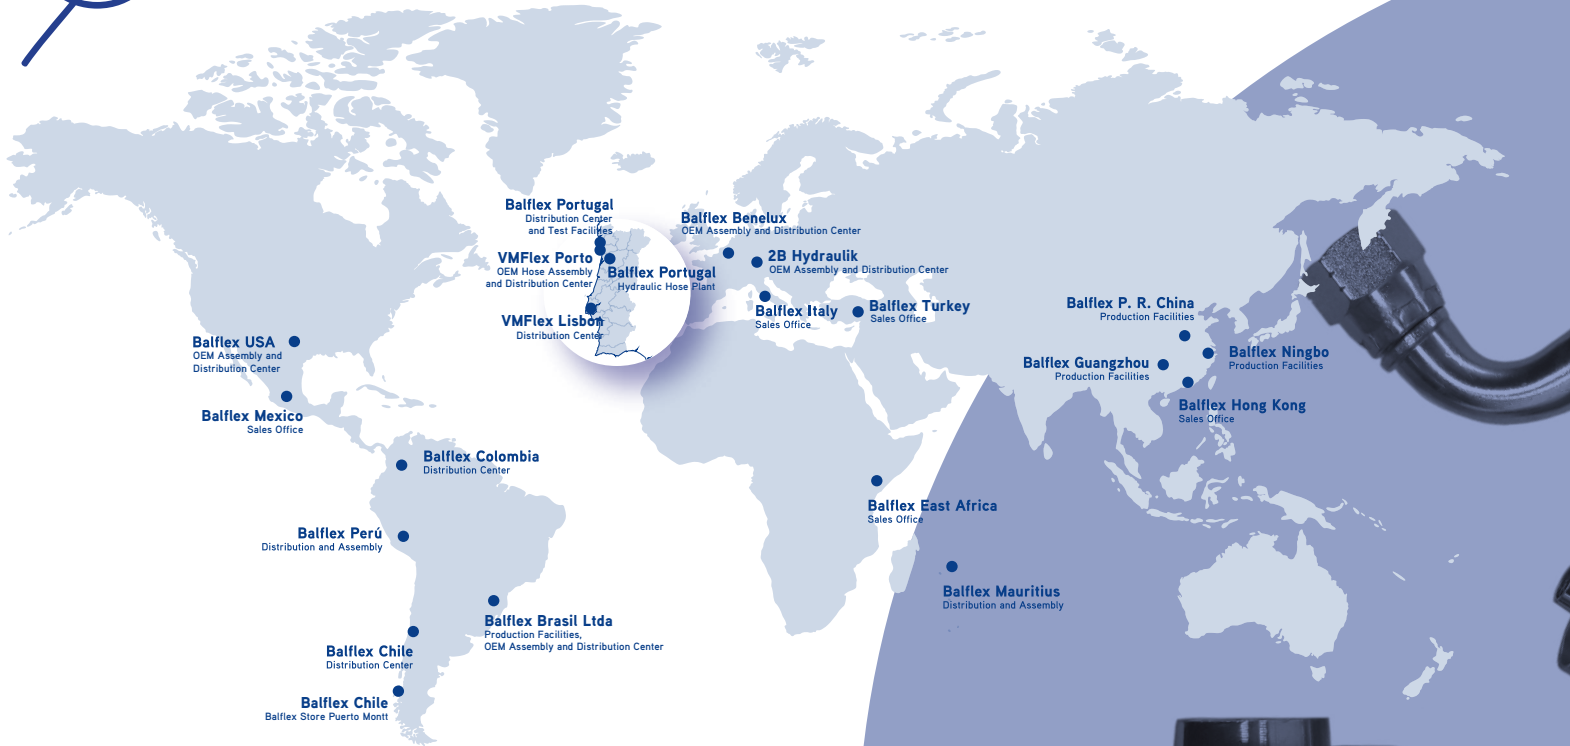 Balflex Portugal
Distribution Center
and Test Facilities
VMFlex Porto
OEM Hose Assembly
and Distribution Center
Balflex Portugal
Hydraulic Hose Plant
VMFlex Lisbon
Distribution Center
Balflex Benelux
OEM Assembly and Distribution Center
2B Hydraulik
OEM Assembly and Distribution Center
Balflex Italy
Sales Office
Balflex Turkey
Sales Office
Balflex P. R. China
Production Facilities
Balflex Ningbo
Production Facilities
Balflex Guangzhou
Production Facilities
Balflex Hong Kong
Sales Office
Balflex USA
OEM Assembly and
Distribution Center
Balflex Mexico
Sales Office
Balflex Colombia
Distribution Center
Balflex East Africa
Sales Office
Balflex Perú
Distribution and Assembly
Balflex Mauritius
Distribution and Assembly
Balflex Brasil Ltda
Production Facilities,
OEM Assembly and Distribution Center
Balflex Chile
Distribution Center
Balflex Chile
Balflex Store Puerto Montt